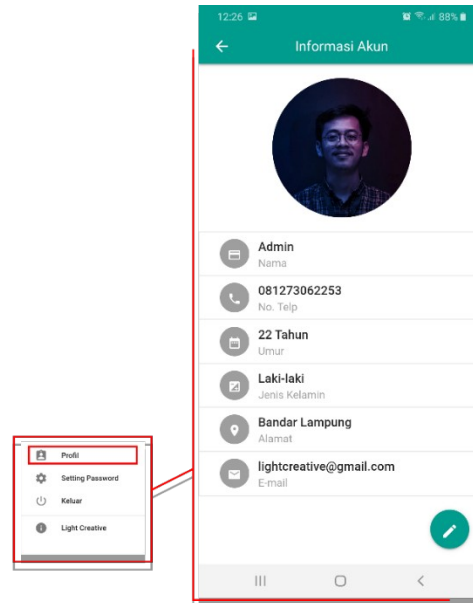 12:26 88%
Informasi Akun
Admin
Nama
081273062253
No. Telp
22 Tahun
Umur
Laki-laki
Jenis Kelamin
Bandar Lampung
Alamat
lightcreative@gmail.com
E-mail
Profil
Setting Password
Keluar
Light Creative